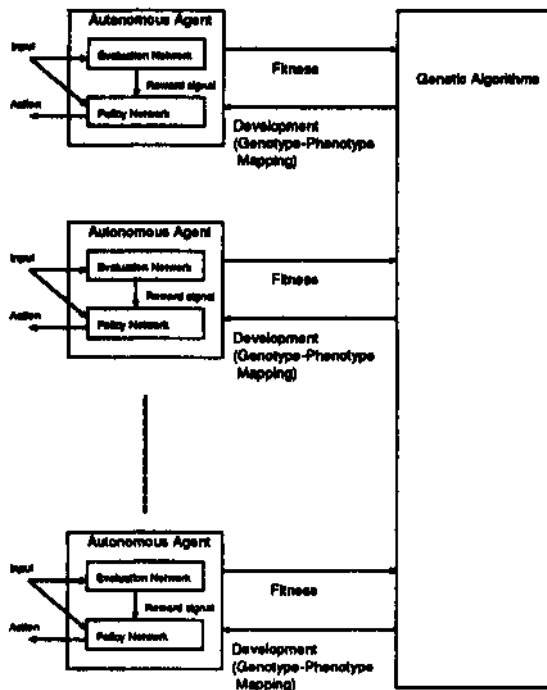 Autonomous Agent
Input
Evaluation Network
Fitness
Genetic Algorithms
Reward signal
Action
Policy Network
Development
(Genotype-Phenotype
Mapping)
Autonomous Agent
Input
Evaluation Network
Fitness
Reward signal
Action
Policy Network
Development
(Genotype-Phenotype
Mapping)
Autonomous Agent
Input
Evaluation Network
Fitness
Reward signal
Action
Policy Network
Development
(Genotype-Phenotype
Mapping)